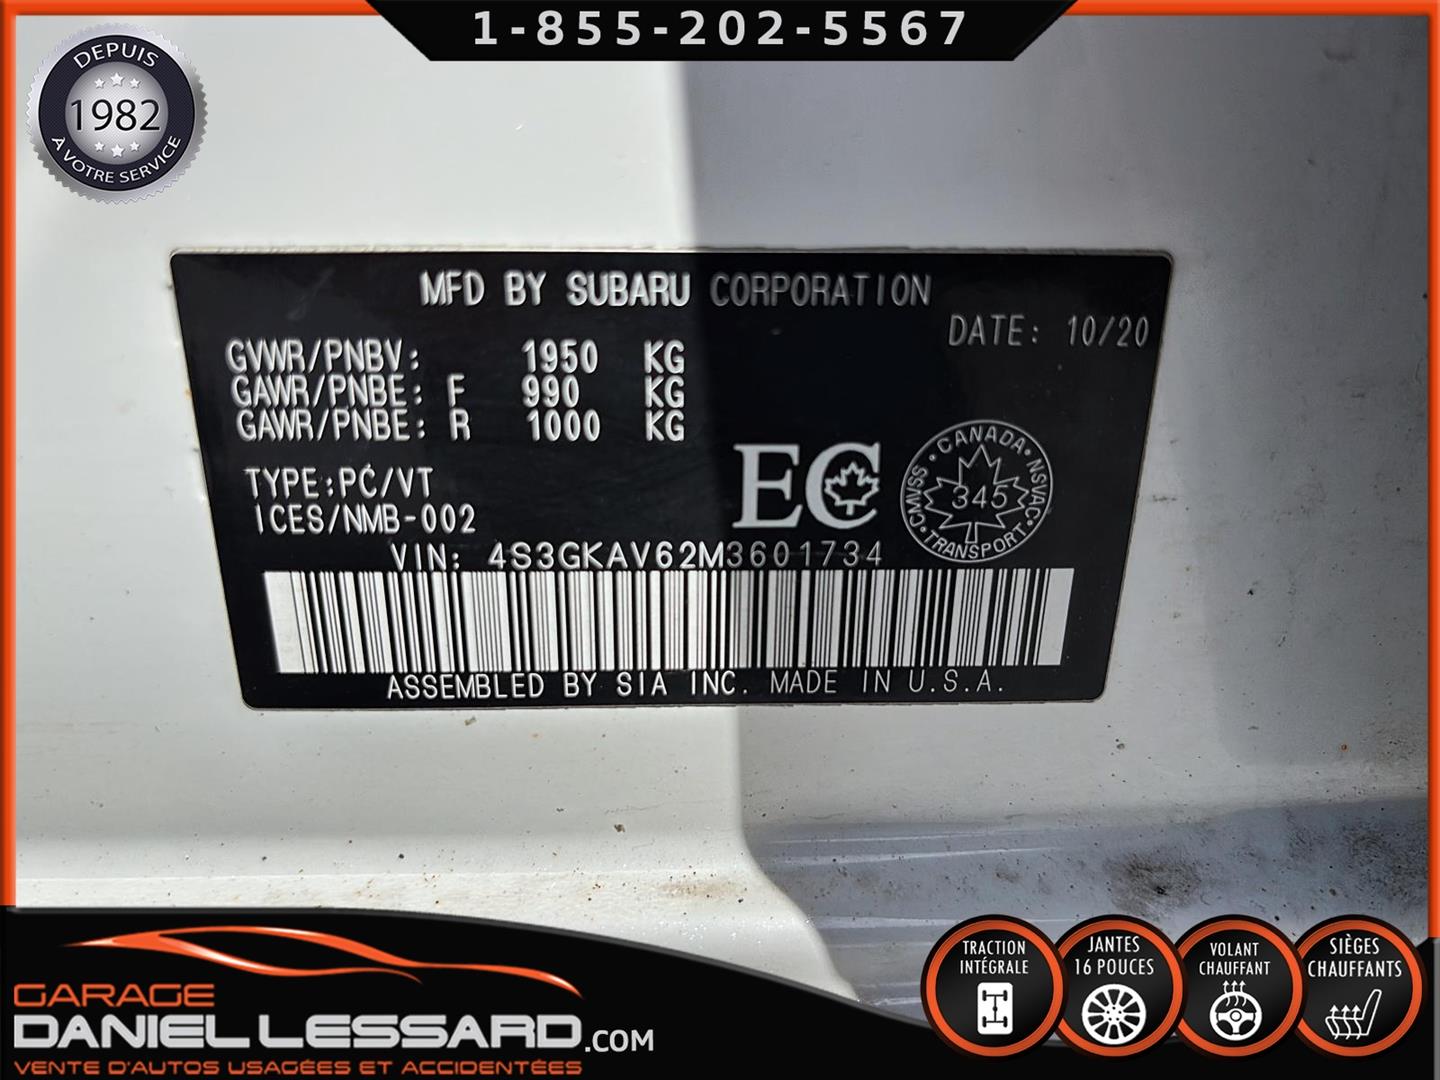 1-855-202-5567
DEPUIS
1982
À VOTRE SERVICE
MFD BY SUBARU CORPORATION
DATE: 10/20
GVWR/PNBV: 1950 KG
GAWR/PNBE: F 990 KG
GAWR/PNBE: R 1000 KG
TYPE:PC/VT
ICES/NMB-002
EC
CANADA
NSVAC
CMVSS
345
TRANSPORT
VIN: 4S3GKAV62M3601734
ASSEMBLED BY SIA INC. MADE IN U.S.A.
GARAGE
DANIEL LESSARD.COM
VENTE D'AUTOS USAGÉES ET ACCIDENTÉES
TRACTION
INTÉGRALE
JANTES
16 POUCES
VOLANT
CHAUFFANT
SIÈGES
CHAUFFANTS